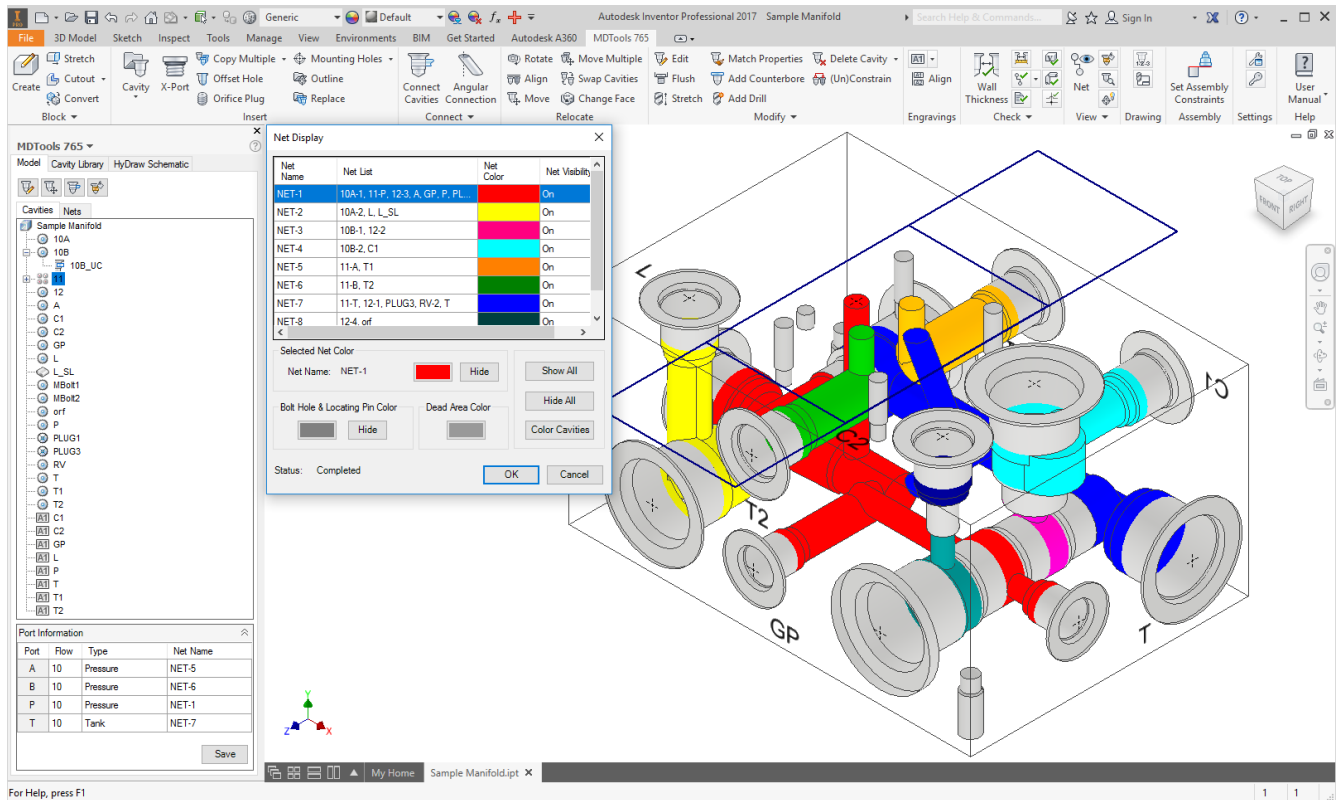 I PRO Generic Default fx Autodesk Inventor Professional 2017 Sample Manifold Search Help & Commands... Sign In
File 3D Model Sketch Inspect Tools Manage View Environments BIM Get Started Autodesk A360 MDTools 765
Stretch Copy Multiple Mounting Holes Rotate Move Multiple Edit Match Properties Delete Cavity A1
Create Cutout Cavity X-Port Offset Hole Outline Connect Cavities Angular Connection Align Swap Cavities Flush Add Counterbore (Un)Constrain Align Wall Thickness Net Set Assembly Constraints User Manual
Convert Orifice Plug Replace Move Change Face Stretch Add Drill
Block Insert Connect Relocate Modify Engravings Check View Drawing Assembly Settings Help
MDTools 765
Model Cavity Library HyDraw Schematic
Cavities Nets
Sample Manifold
10A
10B
10B_UC
11
12
A
C1
C2
GP
L
L_SL
MBolt1
MBolt2
orf
P
PLUG1
PLUG3
RV
T
T1
T2
A1 C1
A1 C2
A1 GP
A1 L
A1 P
A1 T
A1 T1
A1 T2
Port Information
Port Flow Type Net Name
A 10 Pressure NET-5
B 10 Pressure NET-6
P 10 Pressure NET-1
T 10 Tank NET-7
Save
Net Display
Net Name Net List Net Color Net Visibility
NET-1 10A-1, 11-P, 12-3, A, GP, P, PL... On
NET-2 10A-2, L, L_SL On
NET-3 10B-1, 12-2 On
NET-4 10B-2, C1 On
NET-5 11-A, T1 On
NET-6 11-B, T2 On
NET-7 11-T, 12-1, PLUG3, RV-2, T On
NET-8 12-4, orf On
Selected Net Color
Net Name: NET-1 Hide
Show All
Hide All
Bolt Hole & Locating Pin Color Dead Area Color
Hide
Color Cavities
Status: Completed
OK Cancel
TOP
FRONT RIGHT
L
C1
C2
T2
GP
T
Y
Z X
My Home Sample Manifold.ipt
For Help, press F1 1 1